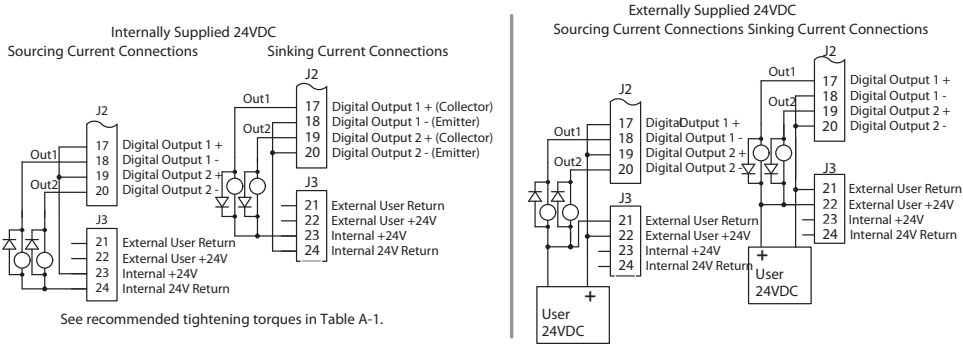 Internally Supplied 24VDC
Sourcing Current Connections
Sinking Current Connections
J2
Out1
Out2
17 Digital Output 1 +
18 Digital Output 1 -
19 Digital Output 2 +
20 Digital Output 2 -
J3
21 External User Return
22 External User +24V
23 Internal +24V
24 Internal 24V Return
J2
Out1
Out2
17 Digital Output 1 + (Collector)
18 Digital Output 1 - (Emitter)
19 Digital Output 2 + (Collector)
20 Digital Output 2 - (Emitter)
J3
21 External User Return
22 External User +24V
23 Internal +24V
24 Internal 24V Return
See recommended tightening torques in Table A-1.
Externally Supplied 24VDC
Sourcing Current Connections Sinking Current Connections
J2
Out1
Out2
17 Digital Output 1 +
18 Digital Output 1 -
19 Digital Output 2 +
20 Digital Output 2 -
J3
21 External User Return
22 External User +24V
23 Internal +24V
24 Internal 24V Return
+
User
24VDC
J2
Out1
Out2
17 Digital Output 1 +
18 Digital Output 1 -
19 Digital Output 2 +
20 Digital Output 2 -
J3
21 External User Return
22 External User +24V
23 Internal +24V
24 Internal 24V Return
+
User
24VDC